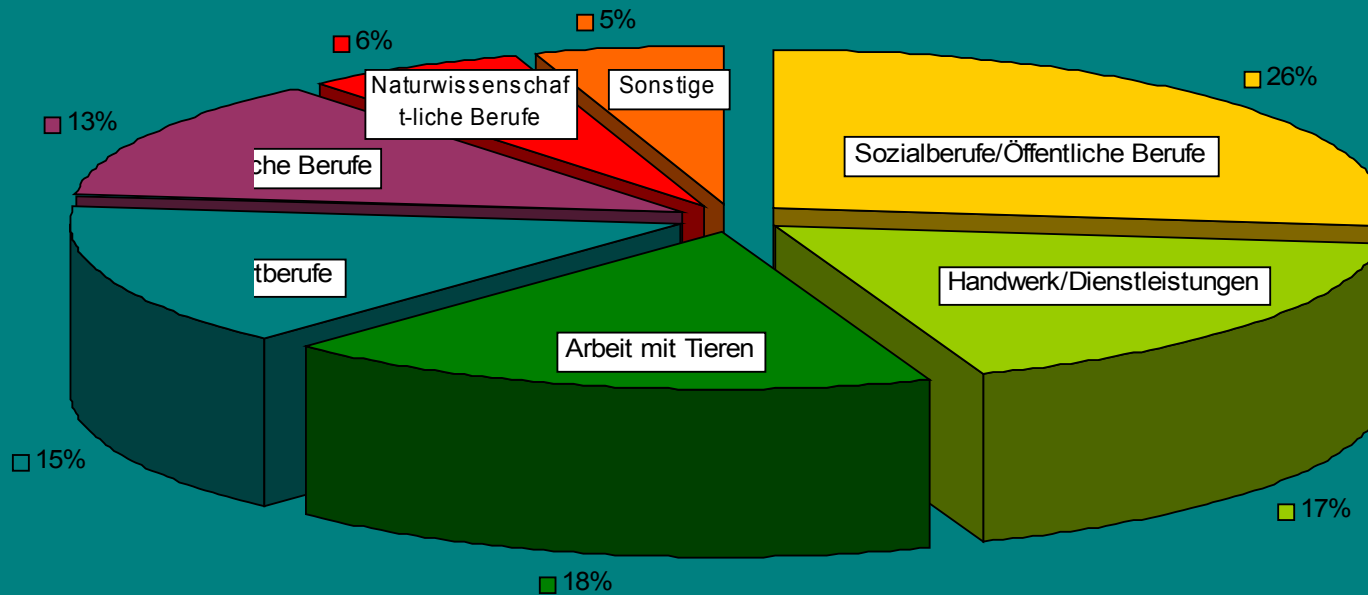 5%
6%
Naturwissenschaf
t-liche Berufe
Sonstige
26%
13%
Sozialberufe/Öffentliche Berufe
che Berufe
tberufe
Handwerk/Dienstleistungen
Arbeit mit Tieren
15%
17%
18%